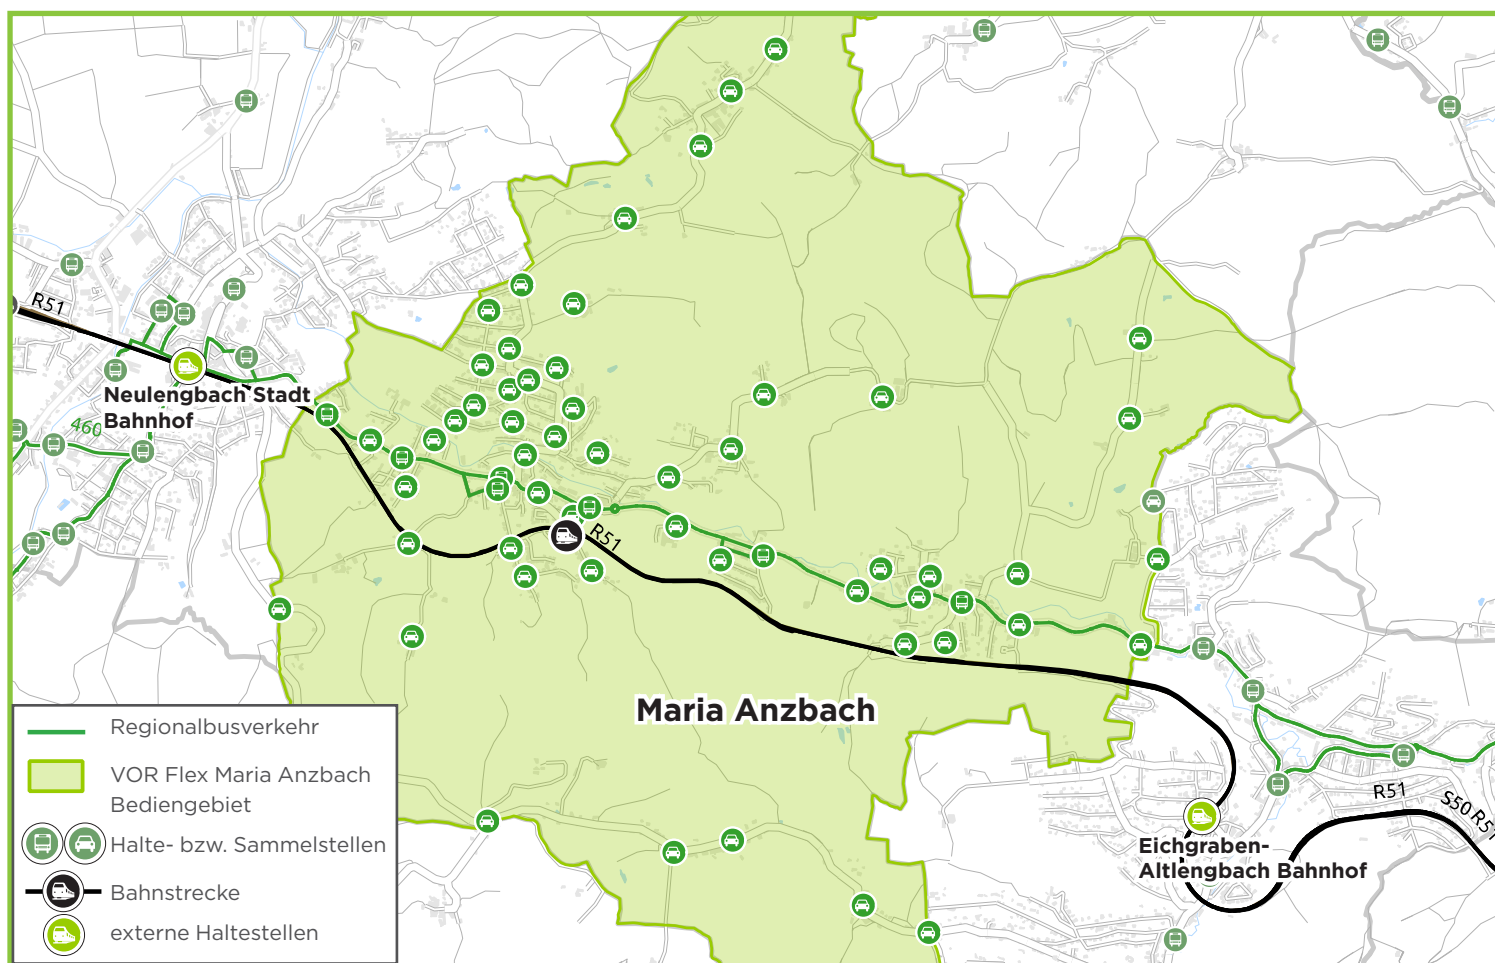 R51
Neulengbach Stadt
Bahnhof
460
R51
Maria Anzbach
Regionalbusverkehr
VOR Flex Maria Anzbach
Bediengebiet
Halte- bzw. Sammelstellen
Bahnstrecke
externe Haltestellen
R51
S50 R51
Eichgraben-
Altlengbach Bahnhof